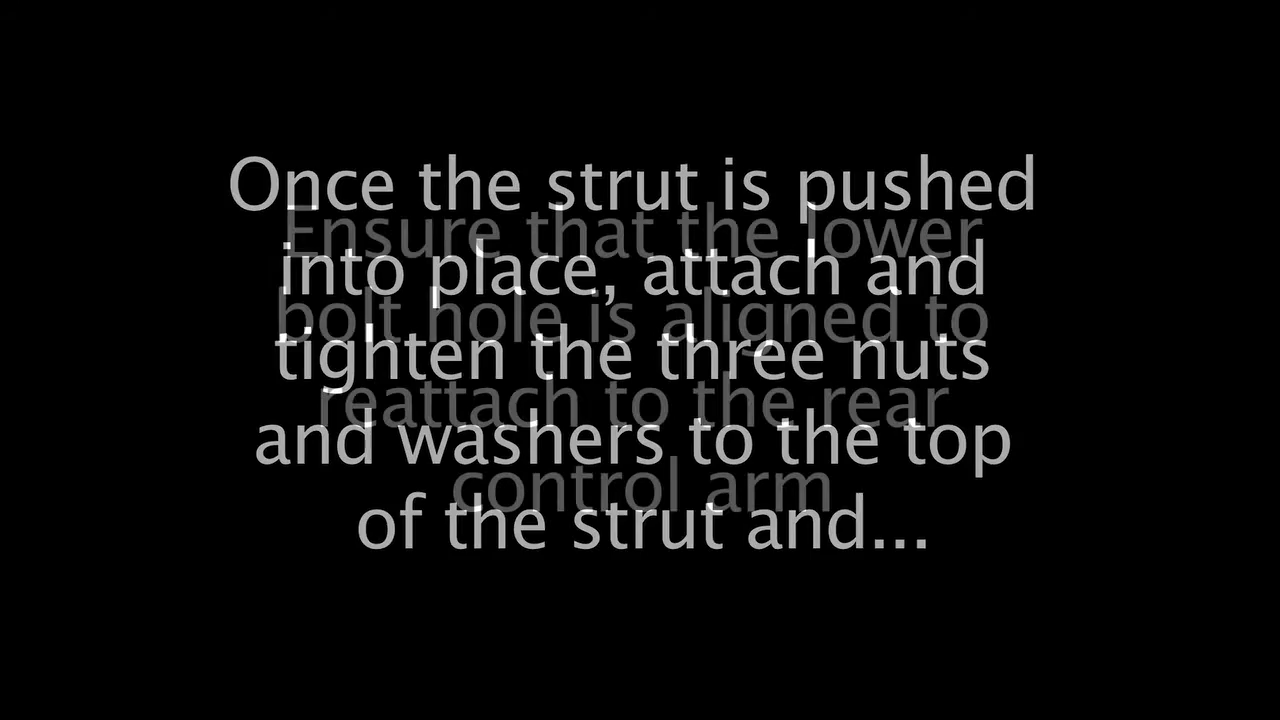 Once the strut is pushed
into place, attach and
tighten the three nuts
and washers to the top
of the strut and...
Ensure that the lower
bolt hole is aligned to
reattach to the rear
control arm